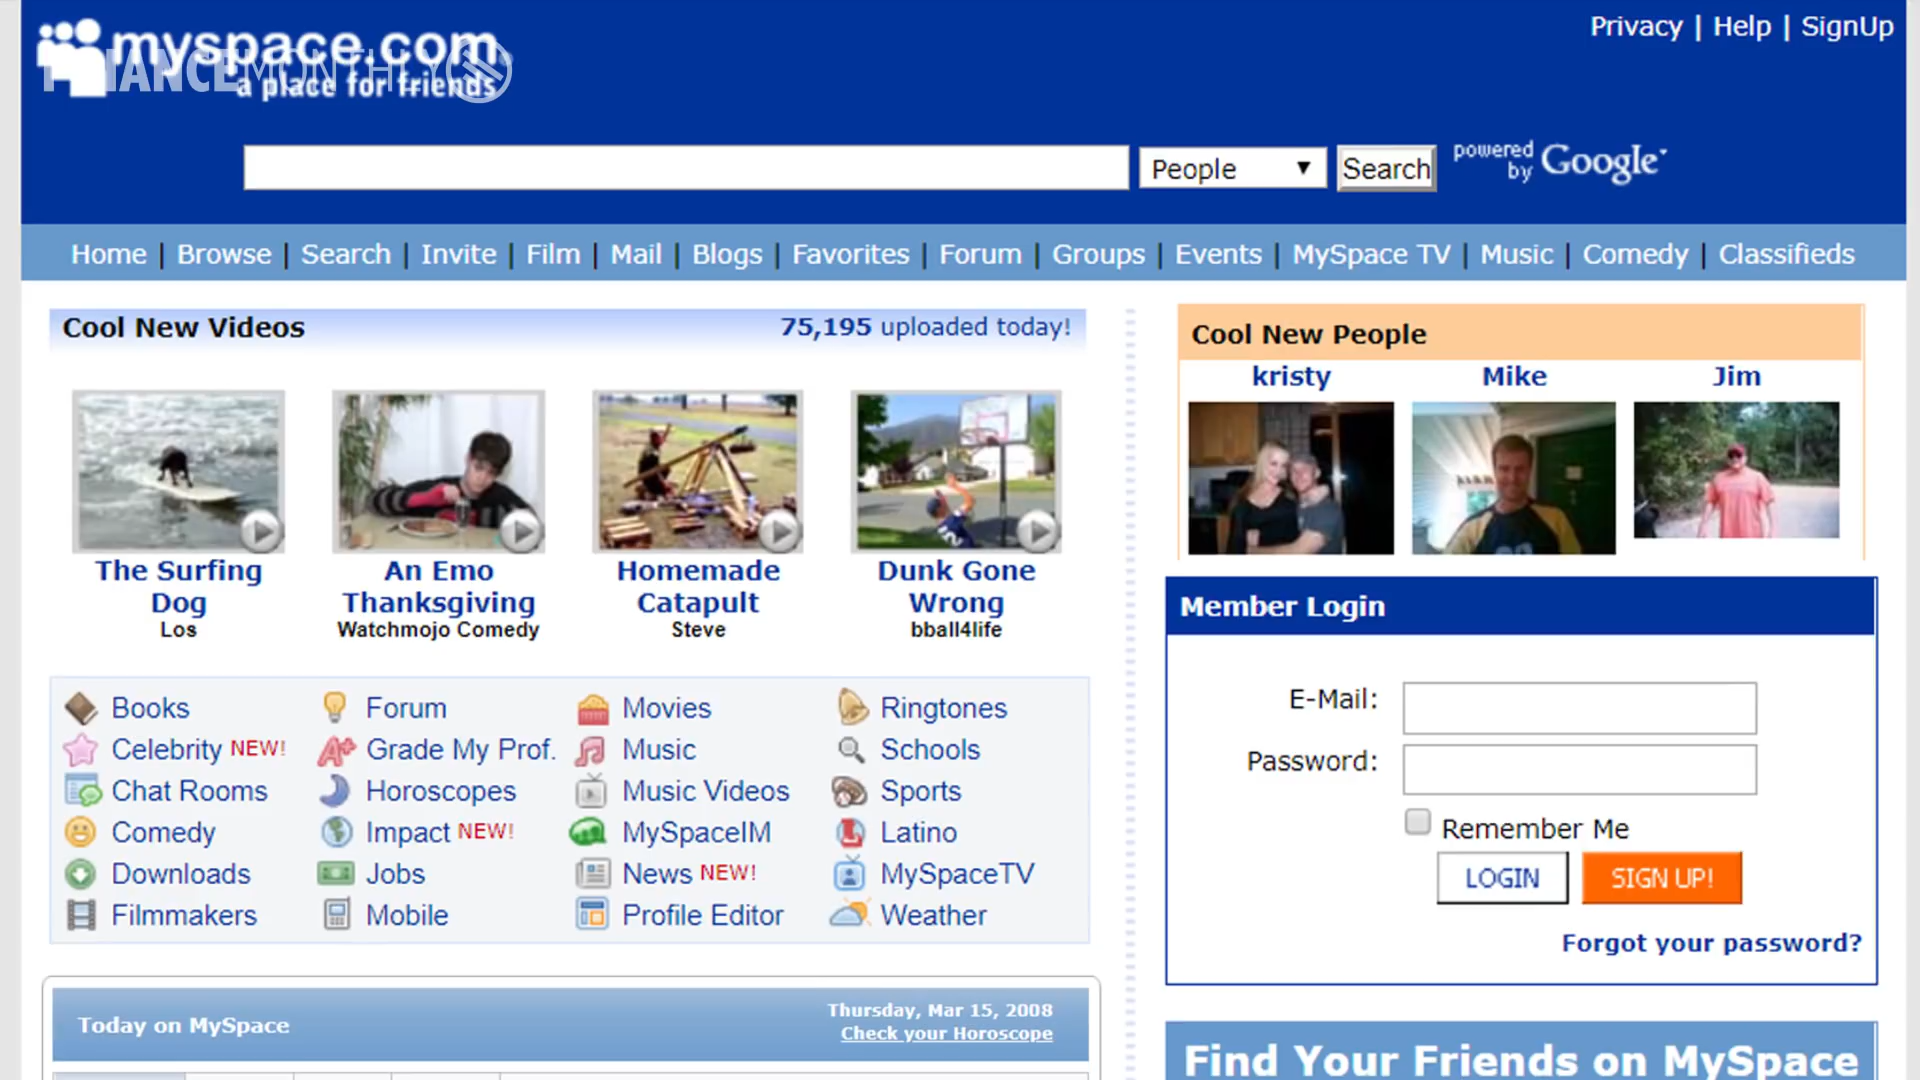 Privacy | Help | SignUp
myspace.com
a place for friends
FINANCEMONTHLY
People
Search
powered by Google
Home | Browse | Search | Invite | Film | Mail | Blogs | Favorites | Forum | Groups | Events | MySpace TV | Music | Comedy | Classifieds
Cool New Videos
75,195 uploaded today!
The Surfing
Dog
Los
An Emo
Thanksgiving
Watchmojo Comedy
Homemade
Catapult
Steve
Dunk Gone
Wrong
bball4life
Cool New People
kristy
Mike
Jim
Member Login
E-Mail:
Password:
Remember Me
LOGIN
SIGN UP!
Forgot your password?
Books
Forum
Movies
Ringtones
Celebrity NEW!
Grade My Prof.
Music
Schools
Chat Rooms
Horoscopes
Music Videos
Sports
Comedy
Impact NEW!
MySpaceIM
Latino
Downloads
Jobs
News NEW!
MySpaceTV
Filmmakers
Mobile
Profile Editor
Weather
Today on MySpace
Thursday, Mar 15, 2008
Check your Horoscope
Find Your Friends on MySpace